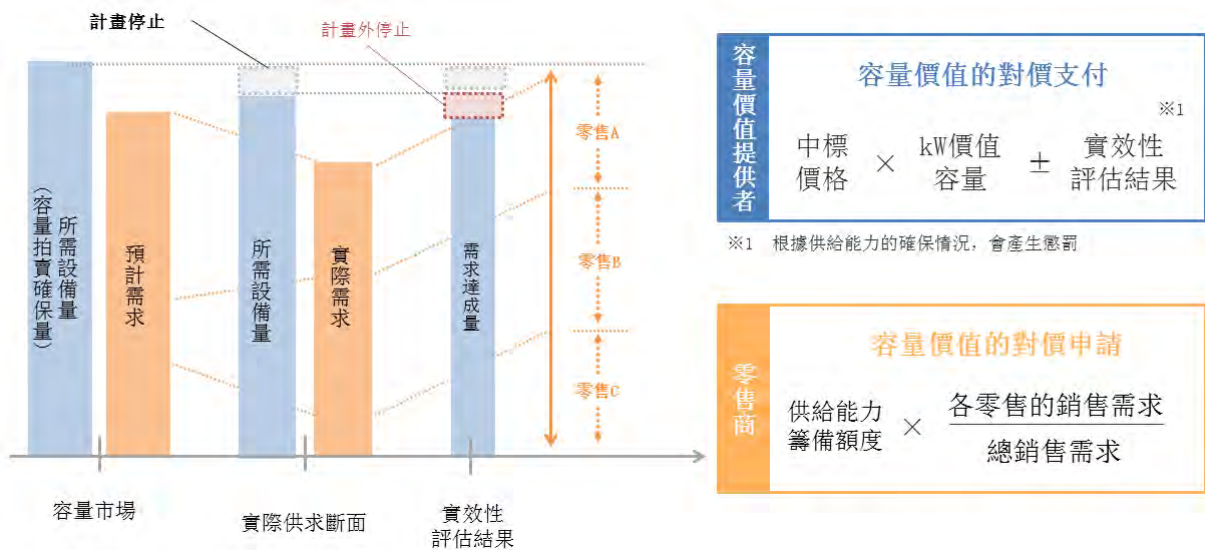 計畫停止
計畫外停止
所需設備量
(容量拍賣確保量)
預計需求
所需設備量
實際需求
需求達成量
零售A
零售B
零售C
容量市場
實際供求斷面
實效性
評估結果
容量價值提供者
容量價值的對價支付
※1
中標
價格
×
kW價值
容量
±
實效性
評估結果
※1 根據供給能力的確保情況，會產生懲罰
零售商
容量價值的對價申請
供給能力
籌備額度
×
各零售的銷售需求
總銷售需求